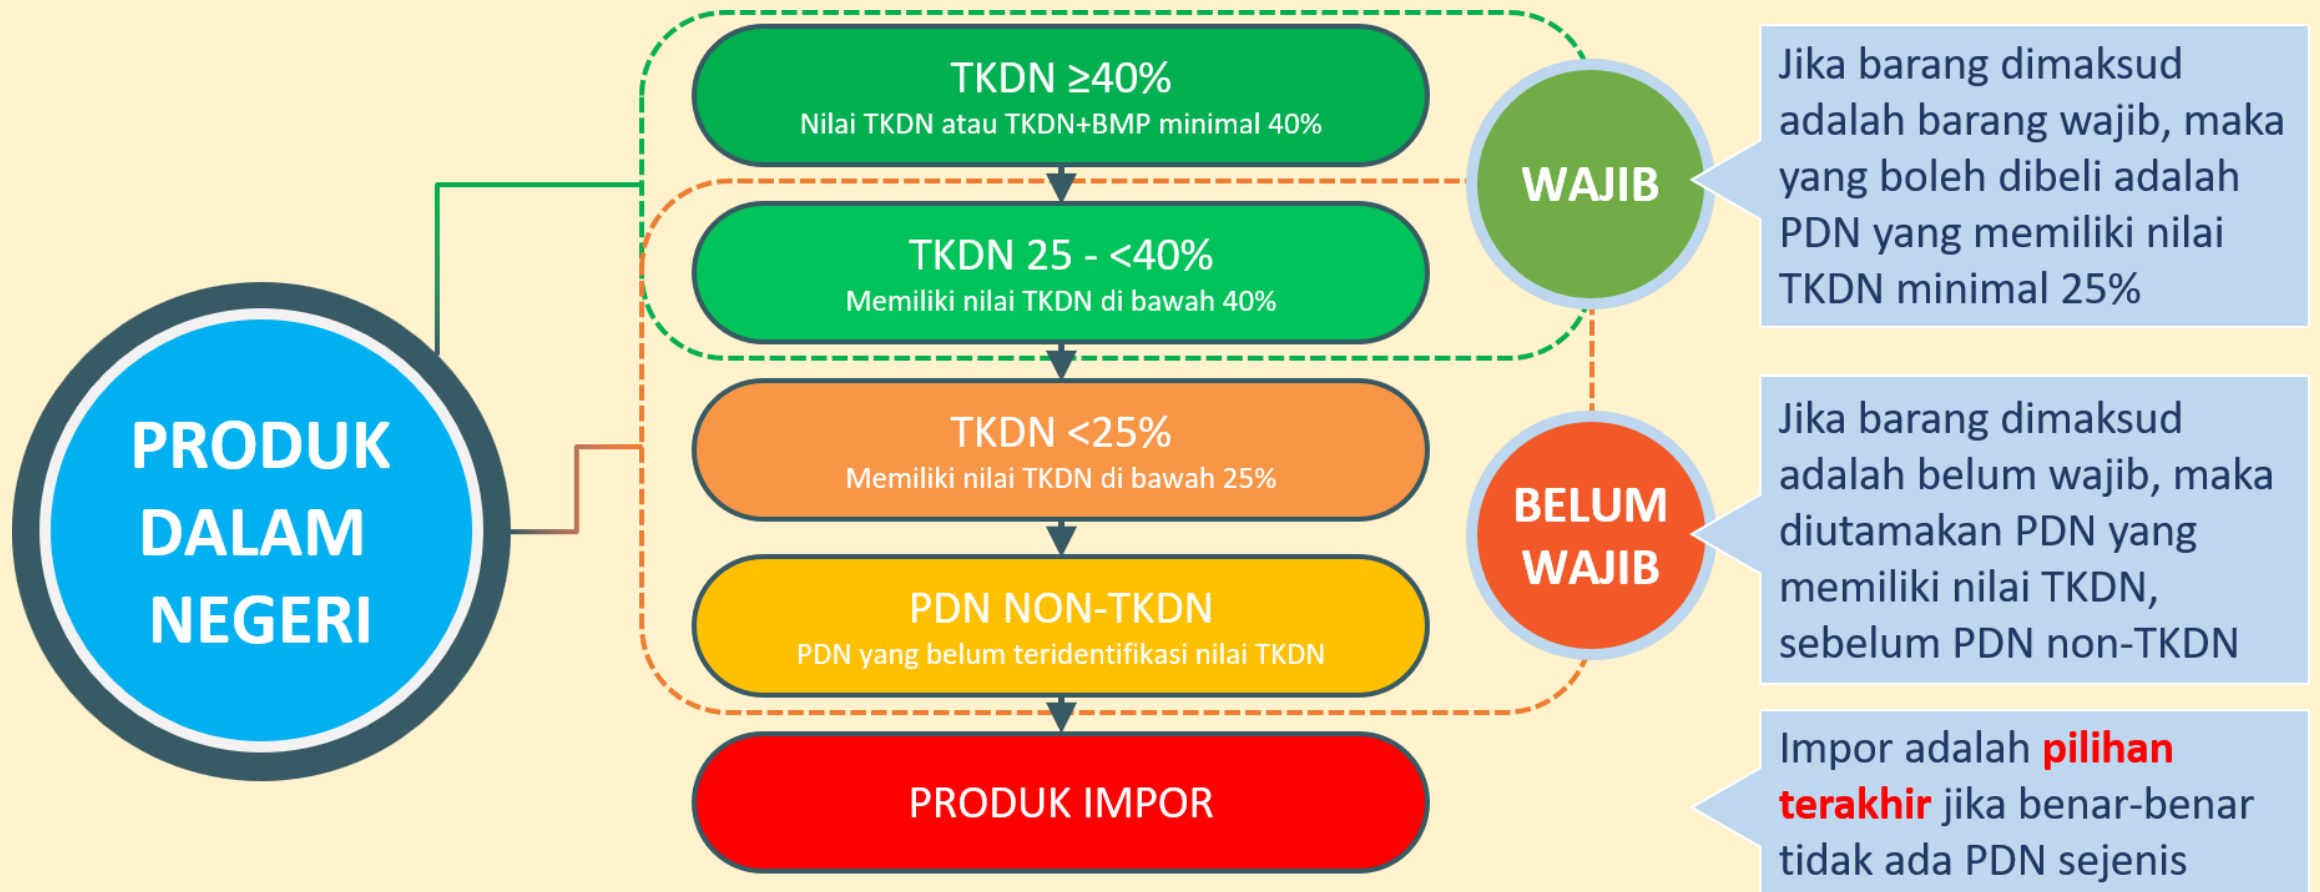 PRODUK
DALAM
NEGERI
TKDN ≥40%
Nilai TKDN atau TKDN+BMP minimal 40%
TKDN 25 - <40%
Memiliki nilai TKDN di bawah 40%
TKDN <25%
Memiliki nilai TKDN di bawah 25%
PDN NON-TKDN
PDN yang belum teridentifikasi nilai TKDN
PRODUK IMPOR
WAJIB
Jika barang dimaksud
adalah barang wajib, maka
yang boleh dibeli adalah
PDN yang memiliki nilai
TKDN minimal 25%
BELUM
WAJIB
Jika barang dimaksud
adalah belum wajib, maka
diutamakan PDN yang
memiliki nilai TKDN,
sebelum PDN non-TKDN
Impor adalah pilihan
terakhir jika benar-benar
tidak ada PDN sejenis